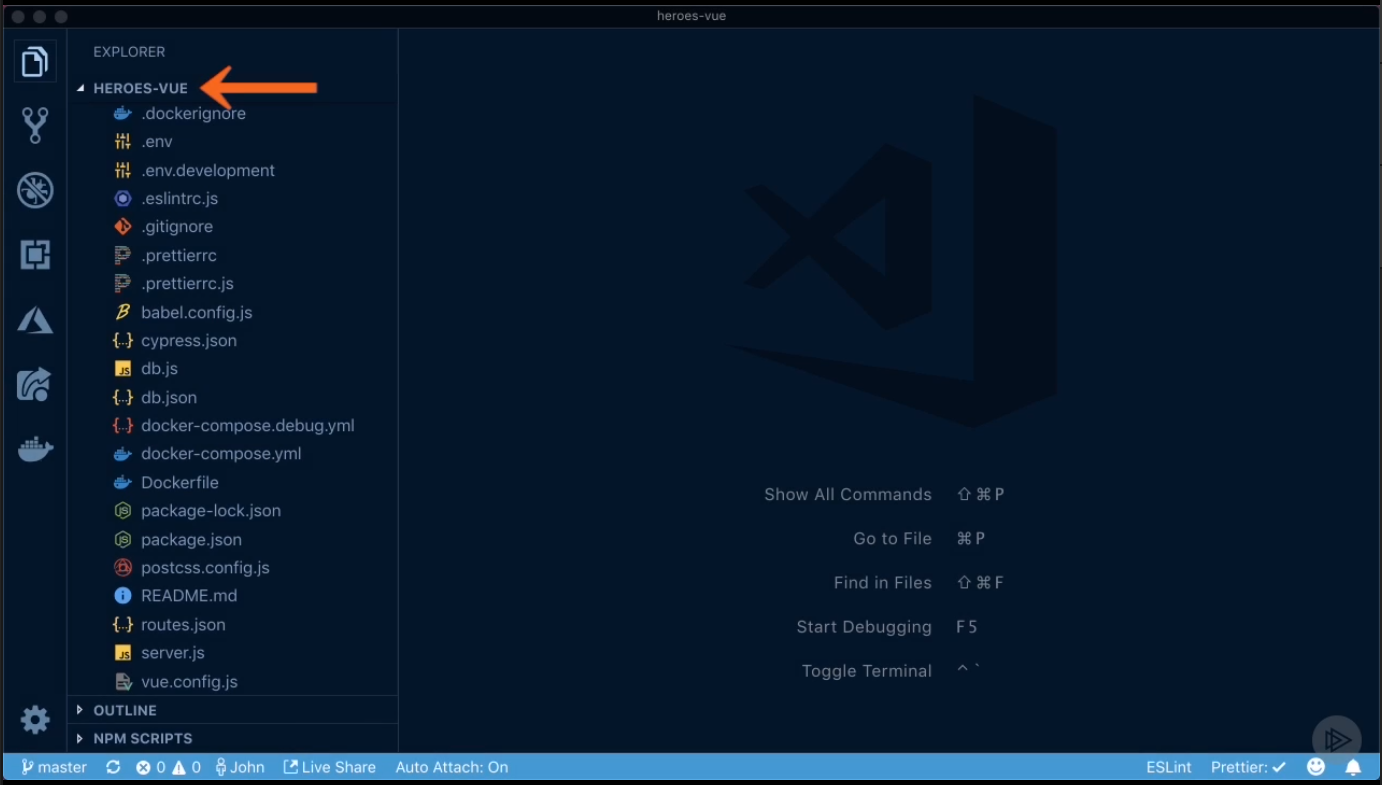 heroes-vue
EXPLORER
HEROES-VUE
.dockerignore
.env
.env.development
.eslintrc.js
.gitignore
.prettierrc
.prettierrc.js
babel.config.js
cypress.json
db.js
db.json
docker-compose.debug.yml
docker-compose.yml
Dockerfile
package-lock.json
package.json
postcss.config.js
README.md
routes.json
server.js
vue.config.js
OUTLINE
NPM SCRIPTS
Show All Commands ⇧⌘P
Go to File ⌘P
Find in Files ⇧⌘F
Start Debugging F5
Toggle Terminal ^`
master 0 0 John Live Share Auto Attach: On ESLint Prettier: ✓